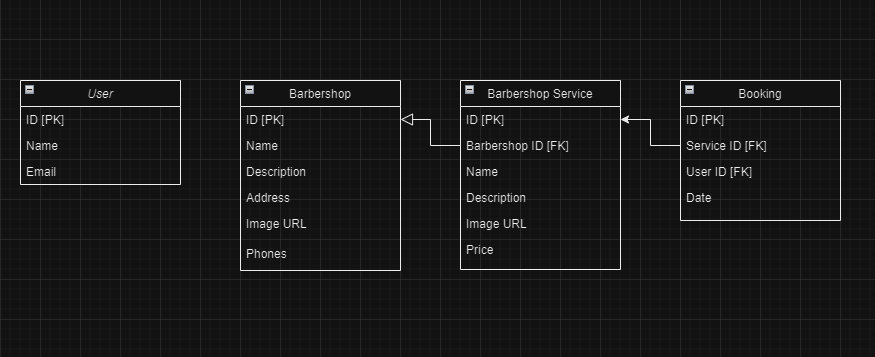 User
ID [PK]
Name
Email
Barbershop
ID [PK]
Name
Description
Address
Image URL
Phones
Barbershop Service
ID [PK]
Barbershop ID [FK]
Name
Description
Image URL
Price
Booking
ID [PK]
Service ID [FK]
User ID [FK]
Date